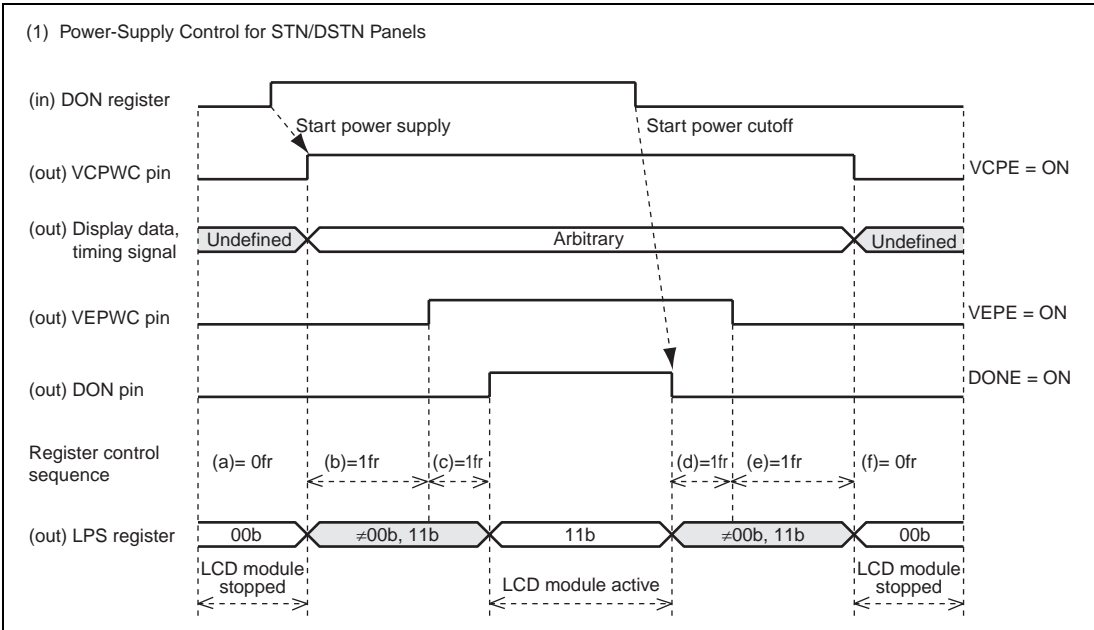 (1) Power-Supply Control for STN/DSTN Panels
(in) DON register
Start power supply
Start power cutoff
(out) VCPWC pin
VCPE = ON
(out) Display data,
timing signal
Undefined
Arbitrary
Undefined
(out) VEPWC pin
VEPE = ON
(out) DON pin
DONE = ON
Register control
sequence
(a)= 0fr
(b)=1fr
(c)=1fr
(d)=1fr
(e)=1fr
(f)= 0fr
(out) LPS register
00b
≠00b, 11b
11b
≠00b, 11b
00b
LCD module
stopped
LCD module active
LCD module
stopped